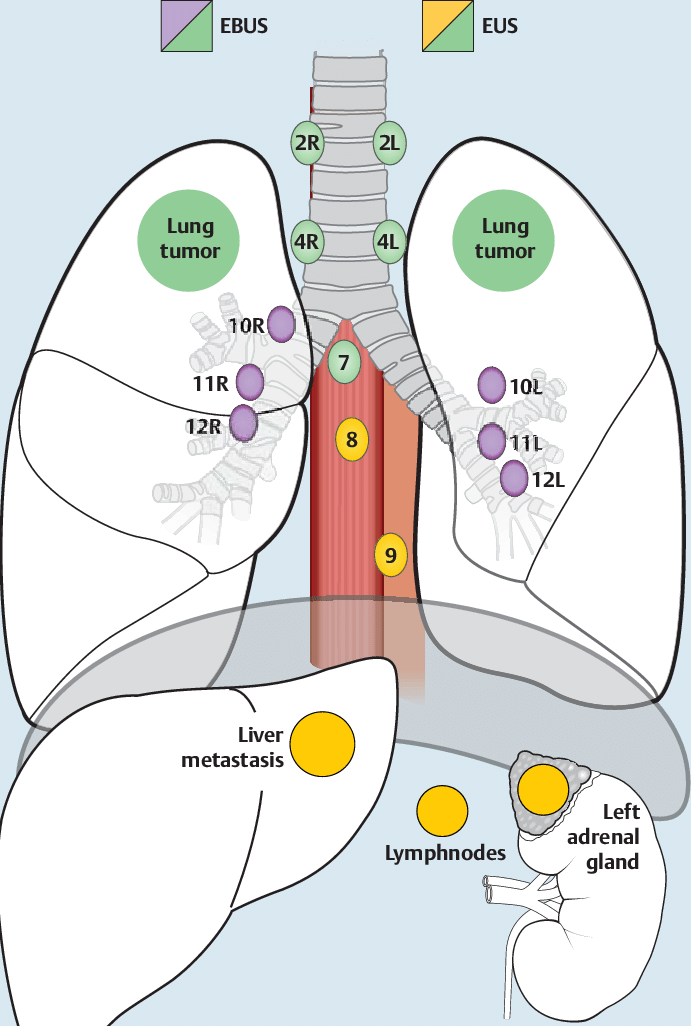 EBUS
EUS
2R
2L
Lung
tumor
Lung
tumor
4R
4L
10R
7
11R
10L
12R
8
11L
12L
9
Liver
metastasis
Left
adrenal
gland
Lymphnodes